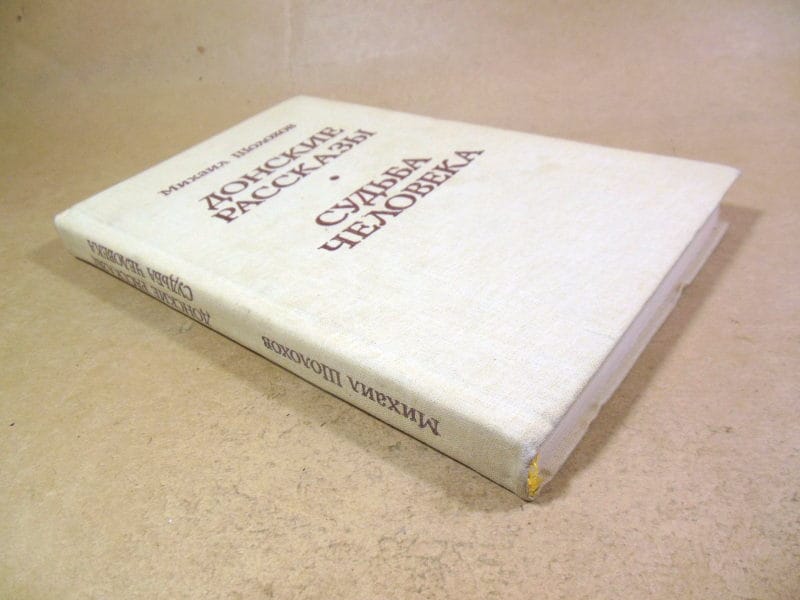 Михаил Шолохов
ДОНСКИЕ
РАССКАЗЫ
•
СУДЬБА
ЧЕЛОВЕКА
Михаил Шолохов
ДОНСКИЕ РАССКАЗЫ
СУДЬБА ЧЕЛОВЕКА